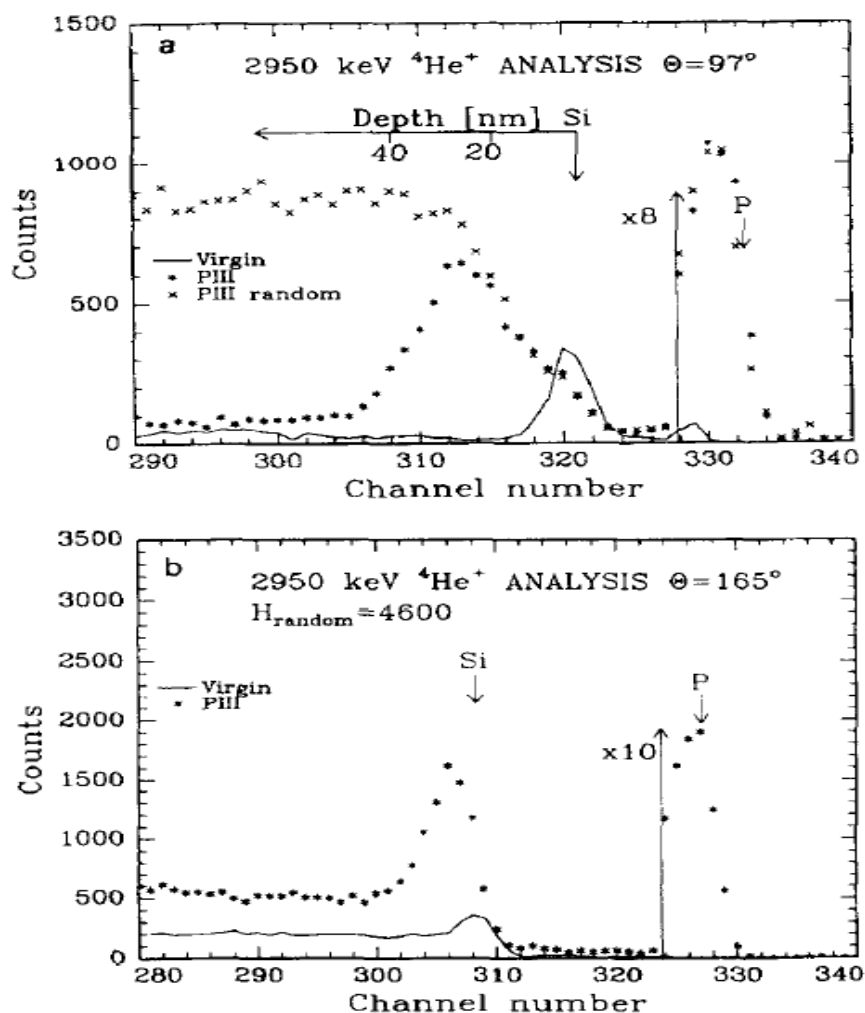 1500
a
2950 keV ⁴He⁺ ANALYSIS Θ=97°
Depth [nm] Si
40 20
1000
x8
P
Counts
Virgin
PIII
PIII random
500
0
290 300 310 320 330 340
Channel number
3500
b
2950 keV ⁴He⁺ ANALYSIS Θ=165°
3000
H_random=4600
2500
Si
P
Virgin
PIII
2000
x10
Counts
1500
1000
500
0
280 290 300 310 320 330 340
Channel number